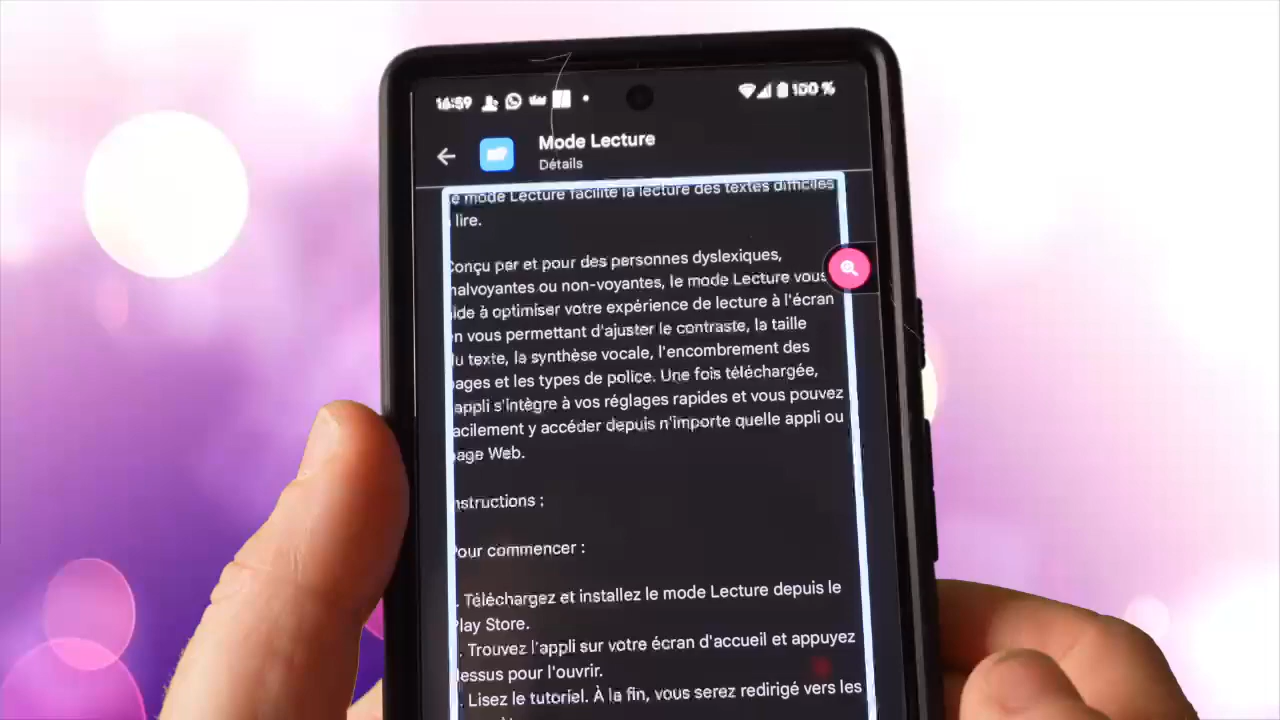 16:59
100 %
Mode Lecture
Détails
e mode Lecture facilite la lecture des textes difficiles
lire.
Conçu par et pour des personnes dyslexiques,
nalvoyantes ou non-voyantes, le mode Lecture vous
ide à optimiser votre expérience de lecture à l'écran
en vous permettant d'ajuster le contraste, la taille
du texte, la synthèse vocale, l'encombrement des
pages et les types de police. Une fois téléchargée,
'appli s'intègre à vos réglages rapides et vous pouvez
acilement y accéder depuis n'importe quelle appli ou
page Web.
nstructions :
Pour commencer :
. Téléchargez et installez le mode Lecture depuis le
Play Store.
. Trouvez l'appli sur votre écran d'accueil et appuyez
dessus pour l'ouvrir.
. Lisez le tutoriel. À la fin, vous serez redirigé vers les